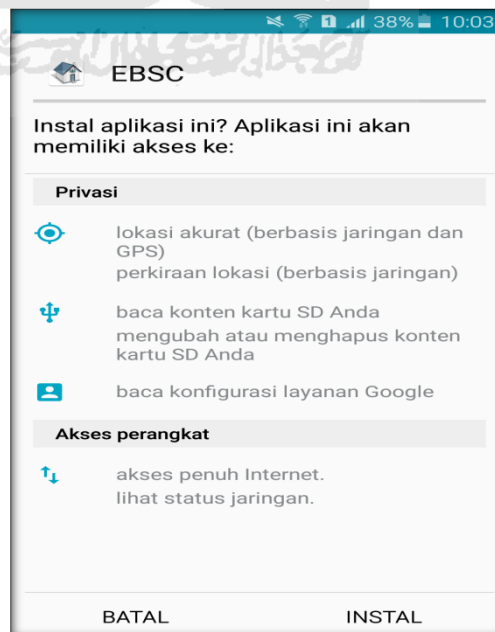 1 38% 10:03
EBSC
Instal aplikasi ini? Aplikasi ini akan
memiliki akses ke:
Privasi
lokasi akurat (berbasis jaringan dan
GPS)
perkiraan lokasi (berbasis jaringan)
baca konten kartu SD Anda
mengubah atau menghapus konten
kartu SD Anda
baca konfigurasi layanan Google
Akses perangkat
akses penuh Internet.
lihat status jaringan.
BATAL INSTAL